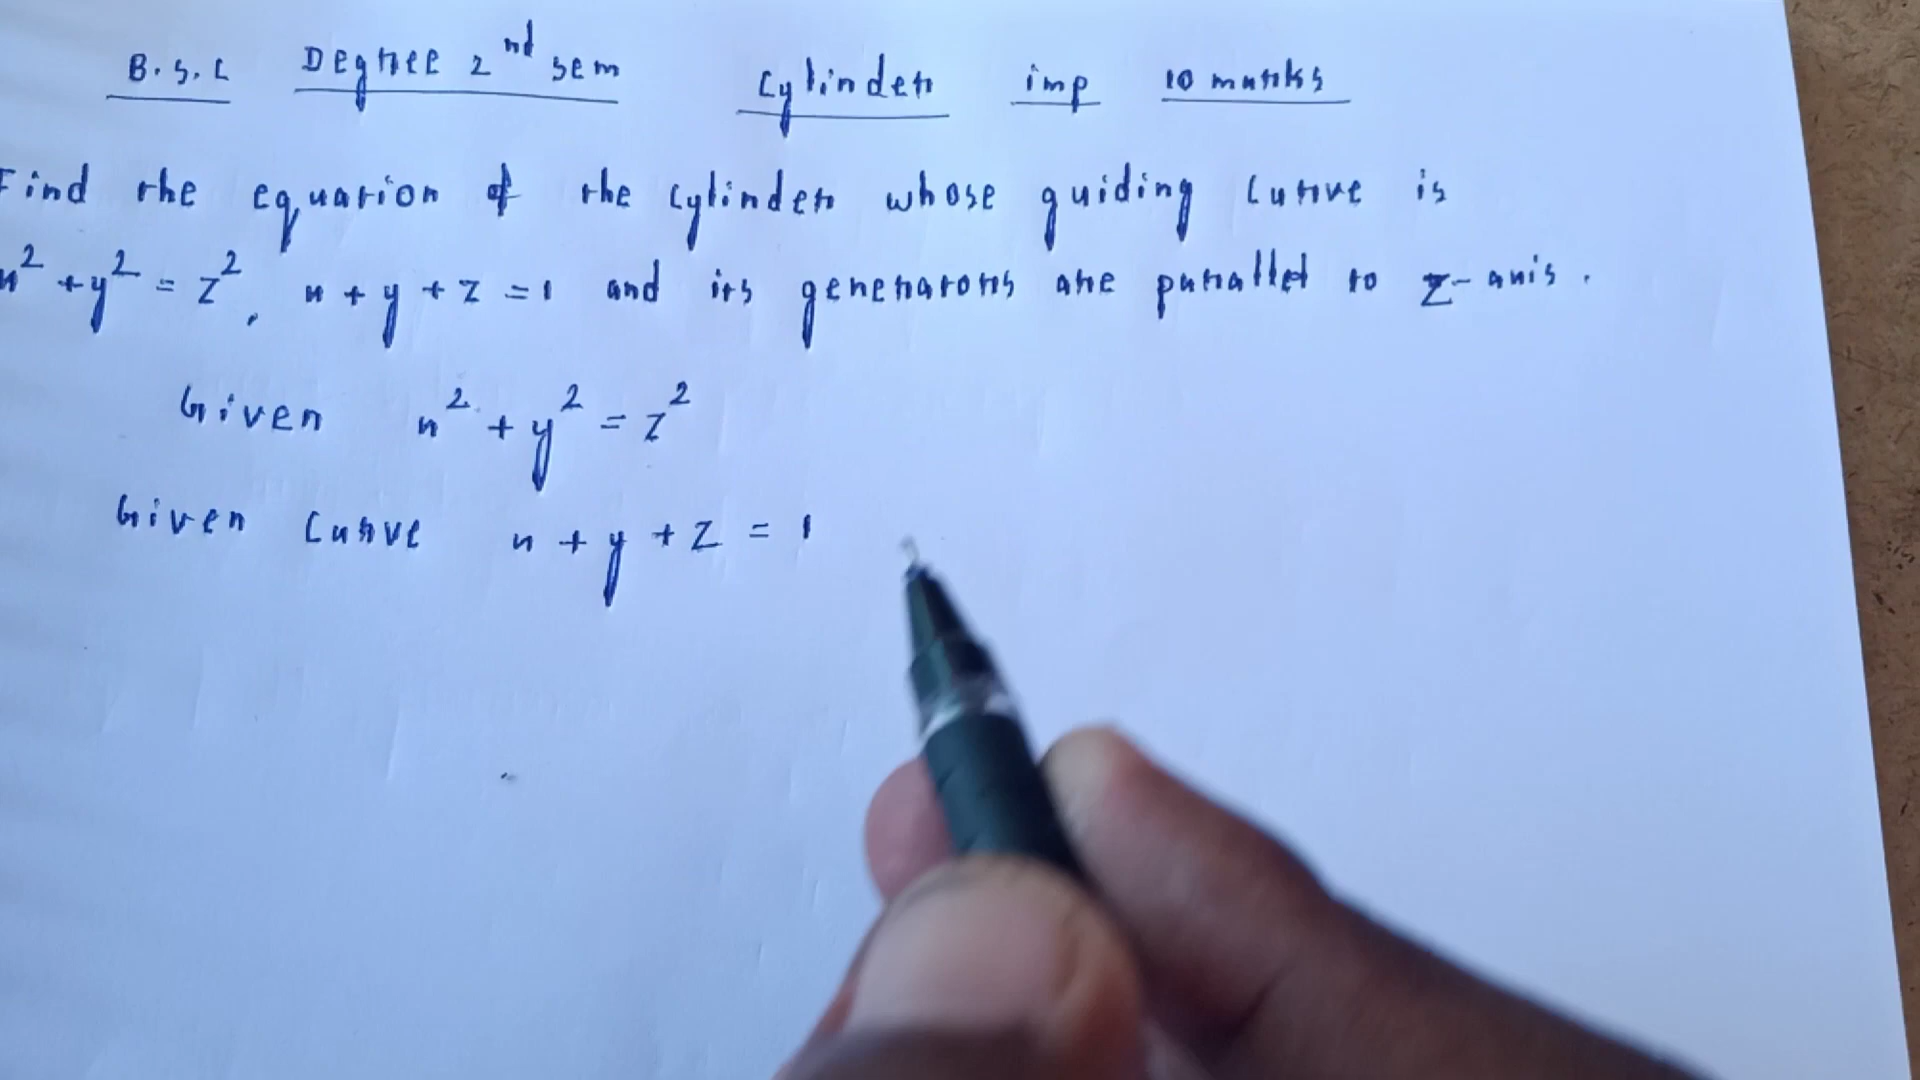 B.S.C Degree 2nd sem Cylinder imp 10 marks
Find the equation of the cylinder whose guiding curve is
x² + y² = z², x + y + z = 1 and its generators are parallel to z-axis.
Given x² + y² = z²
Given curve x + y + z = 1